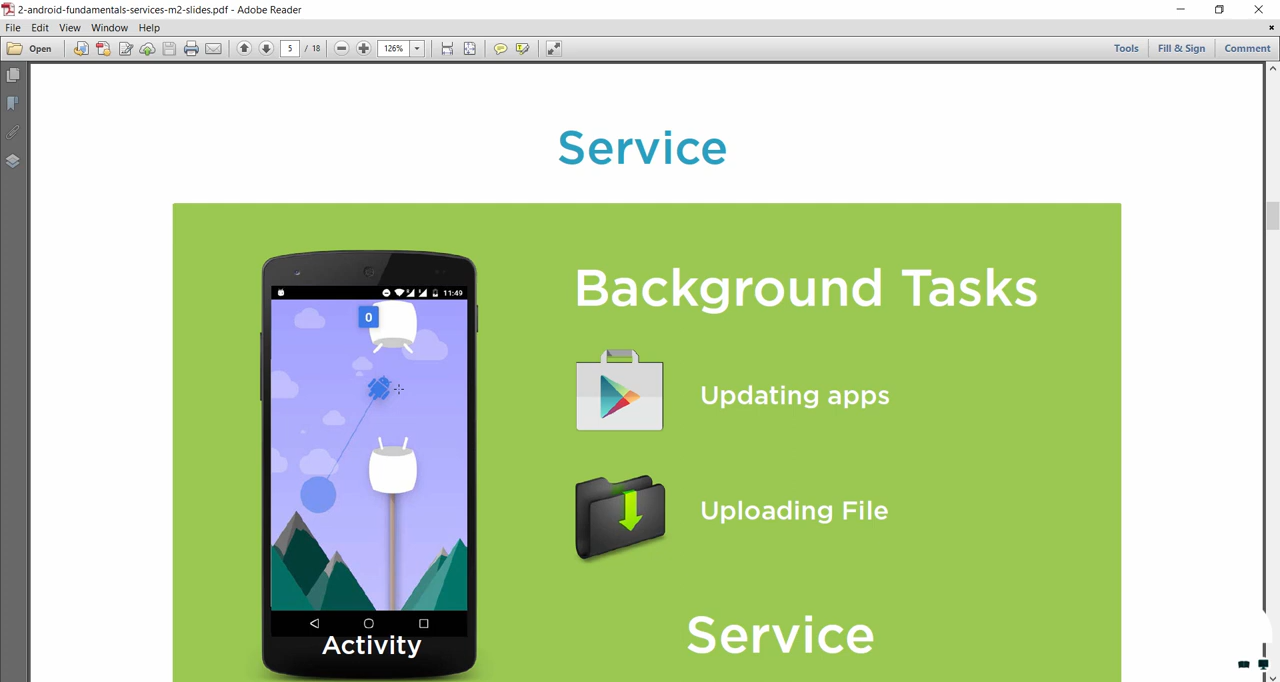 2-android-fundamentals-services-m2-slides.pdf - Adobe Reader
File Edit View Window Help
Open 5 / 18 126% Tools Fill & Sign Comment
Service
Background Tasks
11:49
0
Updating apps
Uploading File
Service
Activity